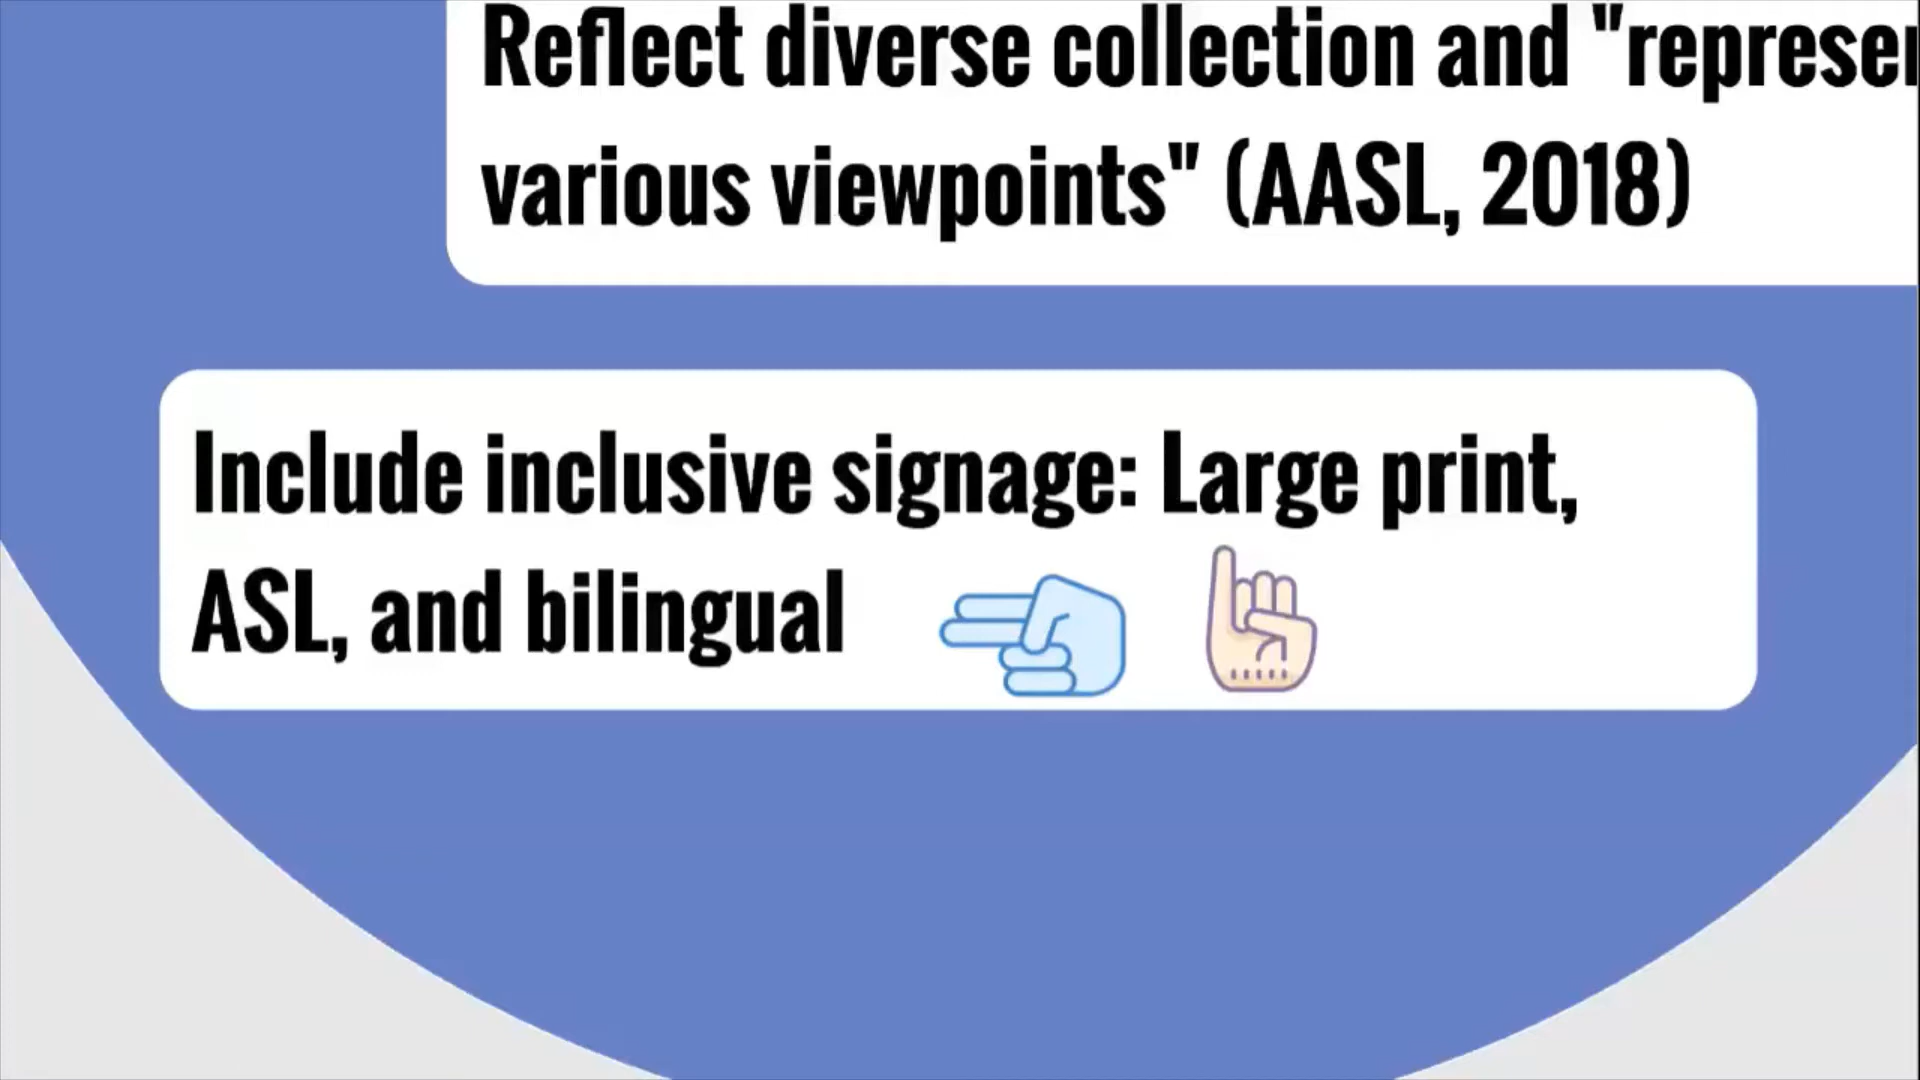 Reflect diverse collection and "represen
various viewpoints" (AASL, 2018)
Include inclusive signage: Large print,
ASL, and bilingual